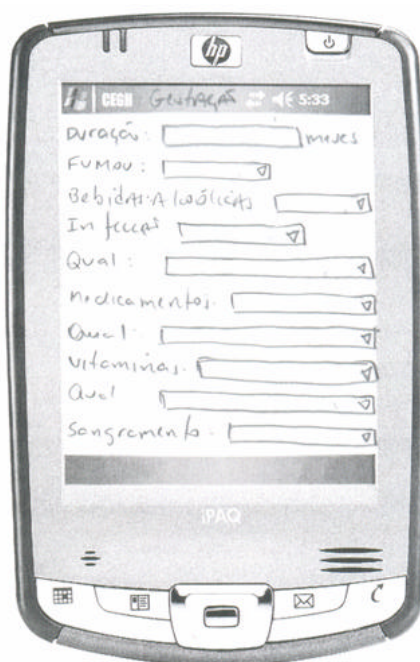 hp
CEGH Gestação 5:33
Duração: meses
Fumou:
Bebidas Alcoólicas
Infecção
Qual:
Medicamentos.
Qual:
Vitaminas.
Qual
Sangramento.
iPAQ